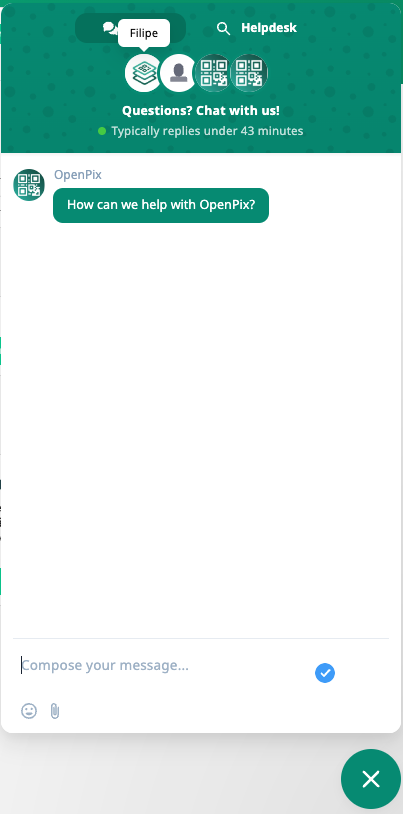 Filipe
Helpdesk
Questions? Chat with us!
Typically replies under 43 minutes
OpenPix
How can we help with OpenPix?
Compose your message...